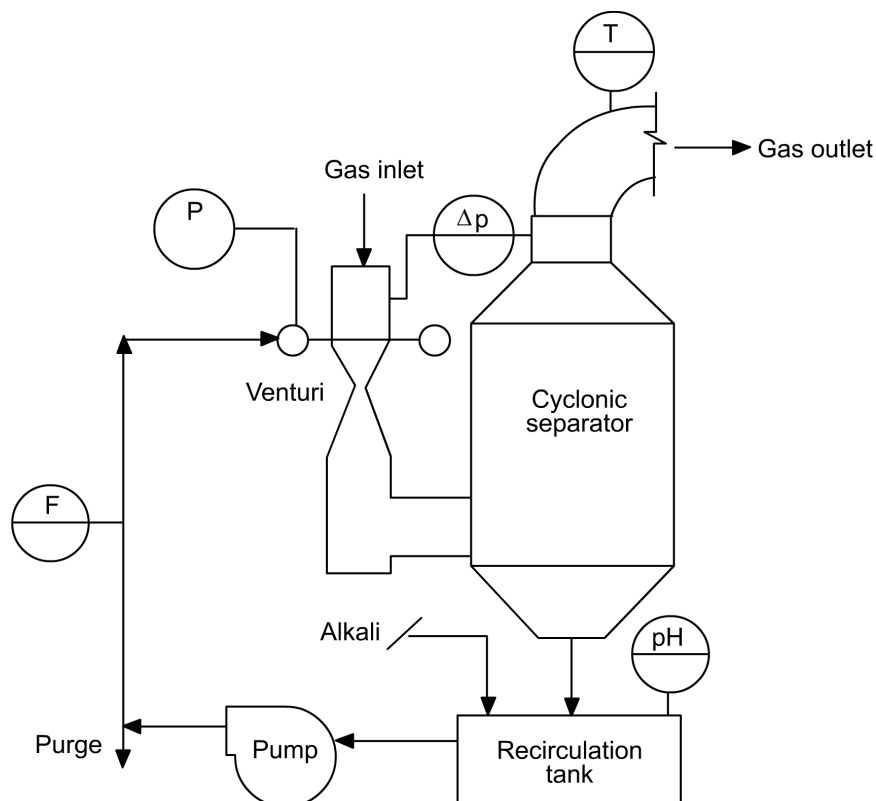 T
Gas outlet
Gas inlet
P
Δp
Venturi
Cyclonic
separator
F
Alkali
pH
Purge
Pump
Recirculation
tank